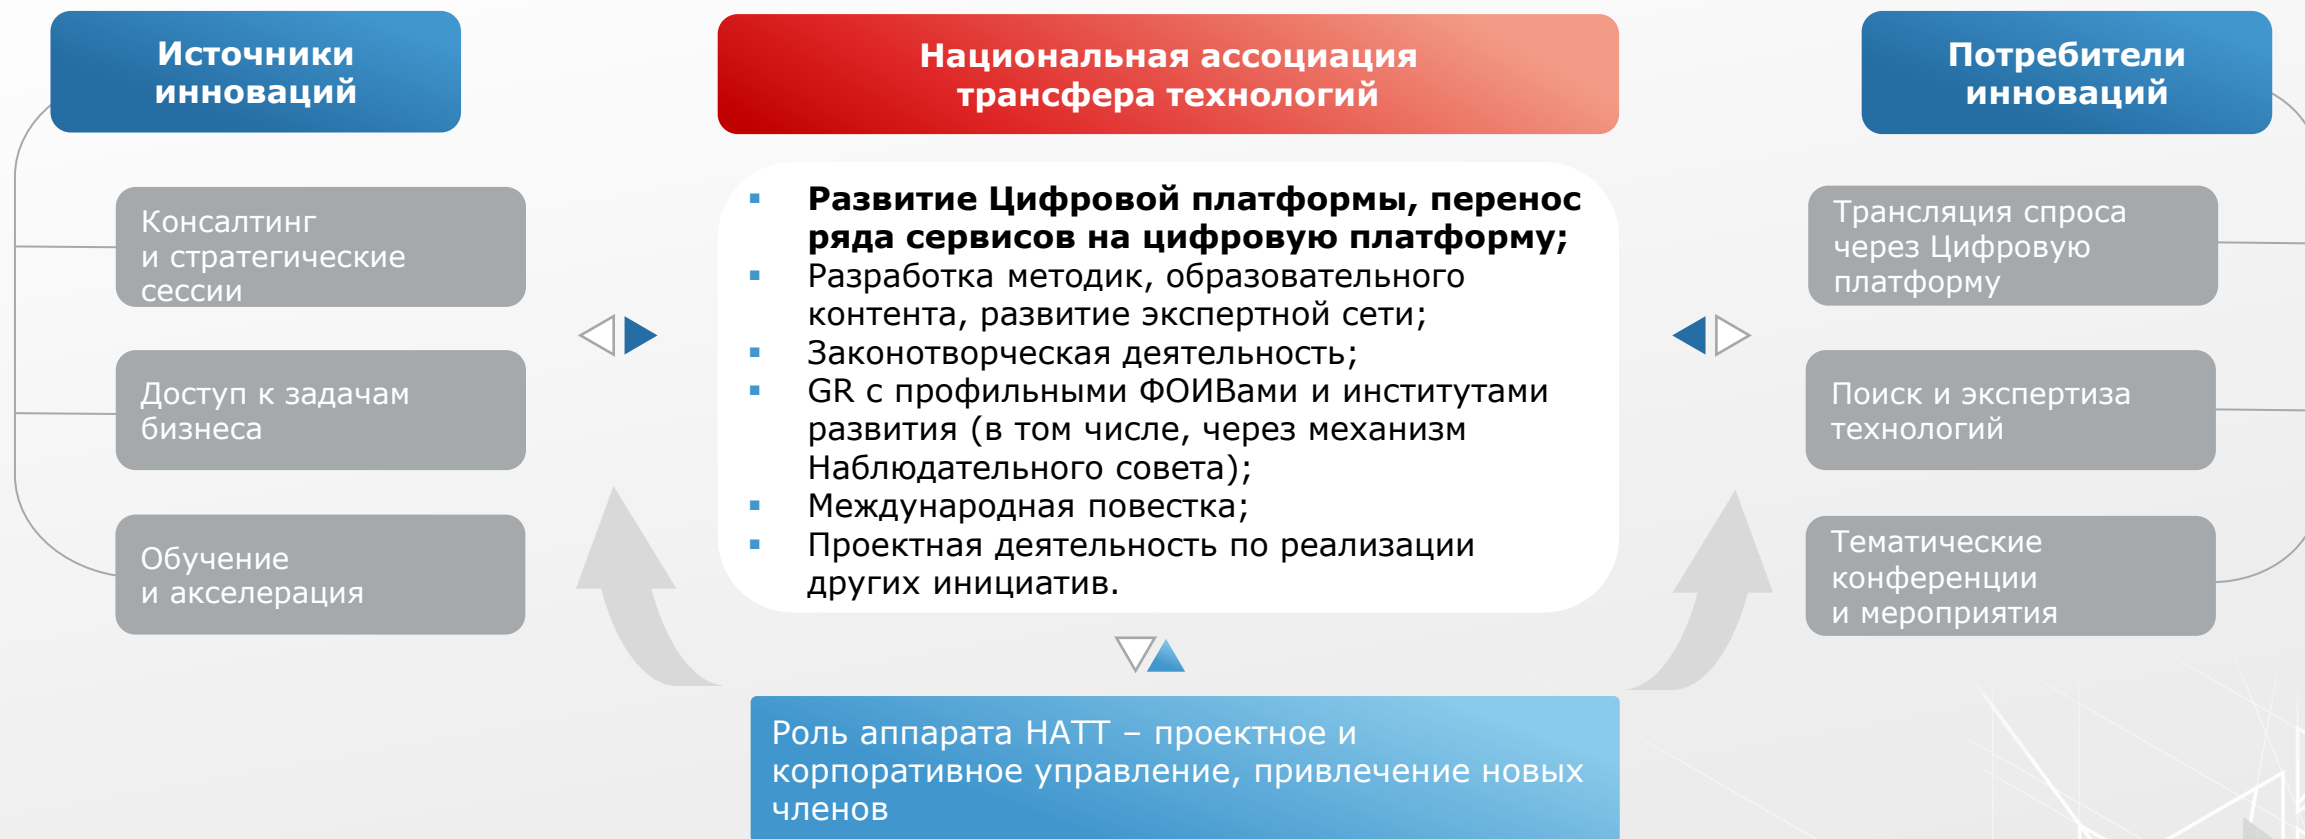 Источники
инноваций
Консалтинг
и стратегические
сессии
Доступ к задачам
бизнеса
Обучение
и акселерация
Национальная ассоциация
трансфера технологий
Развитие Цифровой платформы, перенос
ряда сервисов на цифровую платформу;
Разработка методик, образовательного
контента, развитие экспертной сети;
Законотворческая деятельность;
GR с профильными ФОИВами и институтами
развития (в том числе, через механизм
Наблюдательного совета);
Международная повестка;
Проектная деятельность по реализации
других инициатив.
Роль аппарата НАТТ – проектное и
корпоративное управление, привлечение новых
членов
Потребители
инноваций
Трансляция спроса
через Цифровую
платформу
Поиск и экспертиза
технологий
Тематические
конференции
и мероприятия